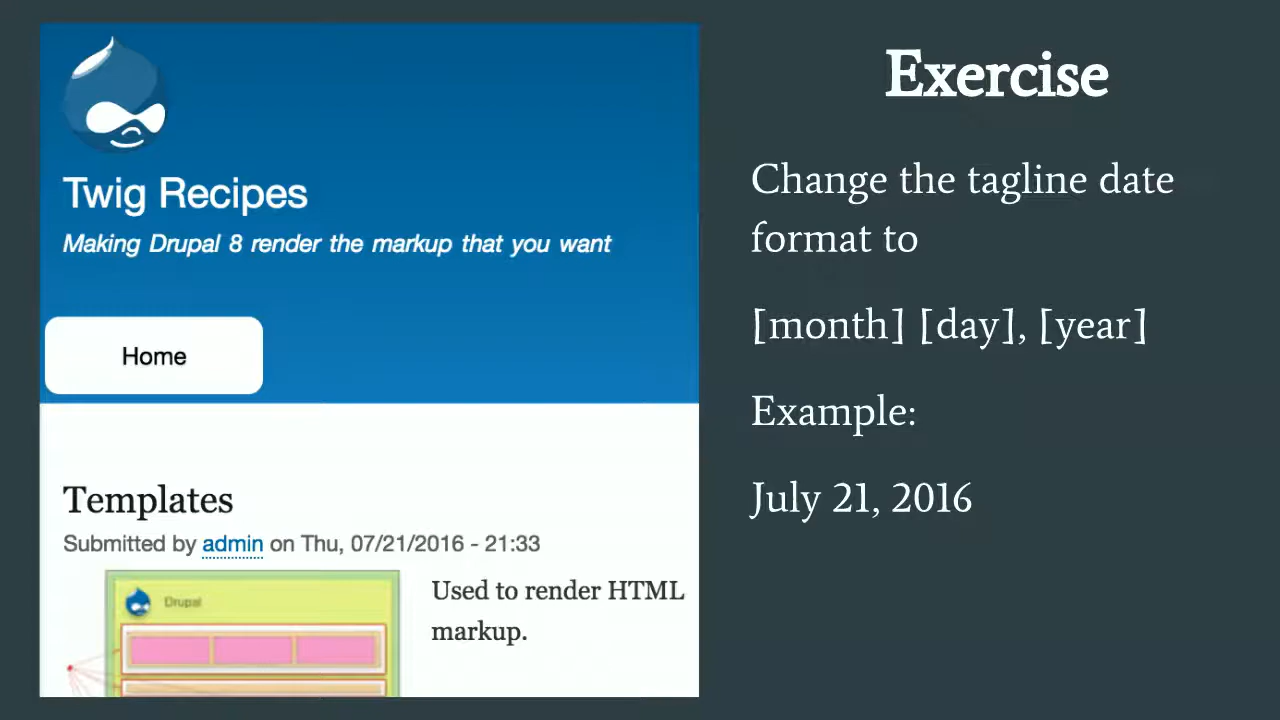 Twig Recipes
Making Drupal 8 render the markup that you want
Home
Templates
Submitted by admin on Thu, 07/21/2016 - 21:33
Drupal
Used to render HTML
markup.
Exercise
Change the tagline date
format to
[month] [day], [year]
Example:
July 21, 2016